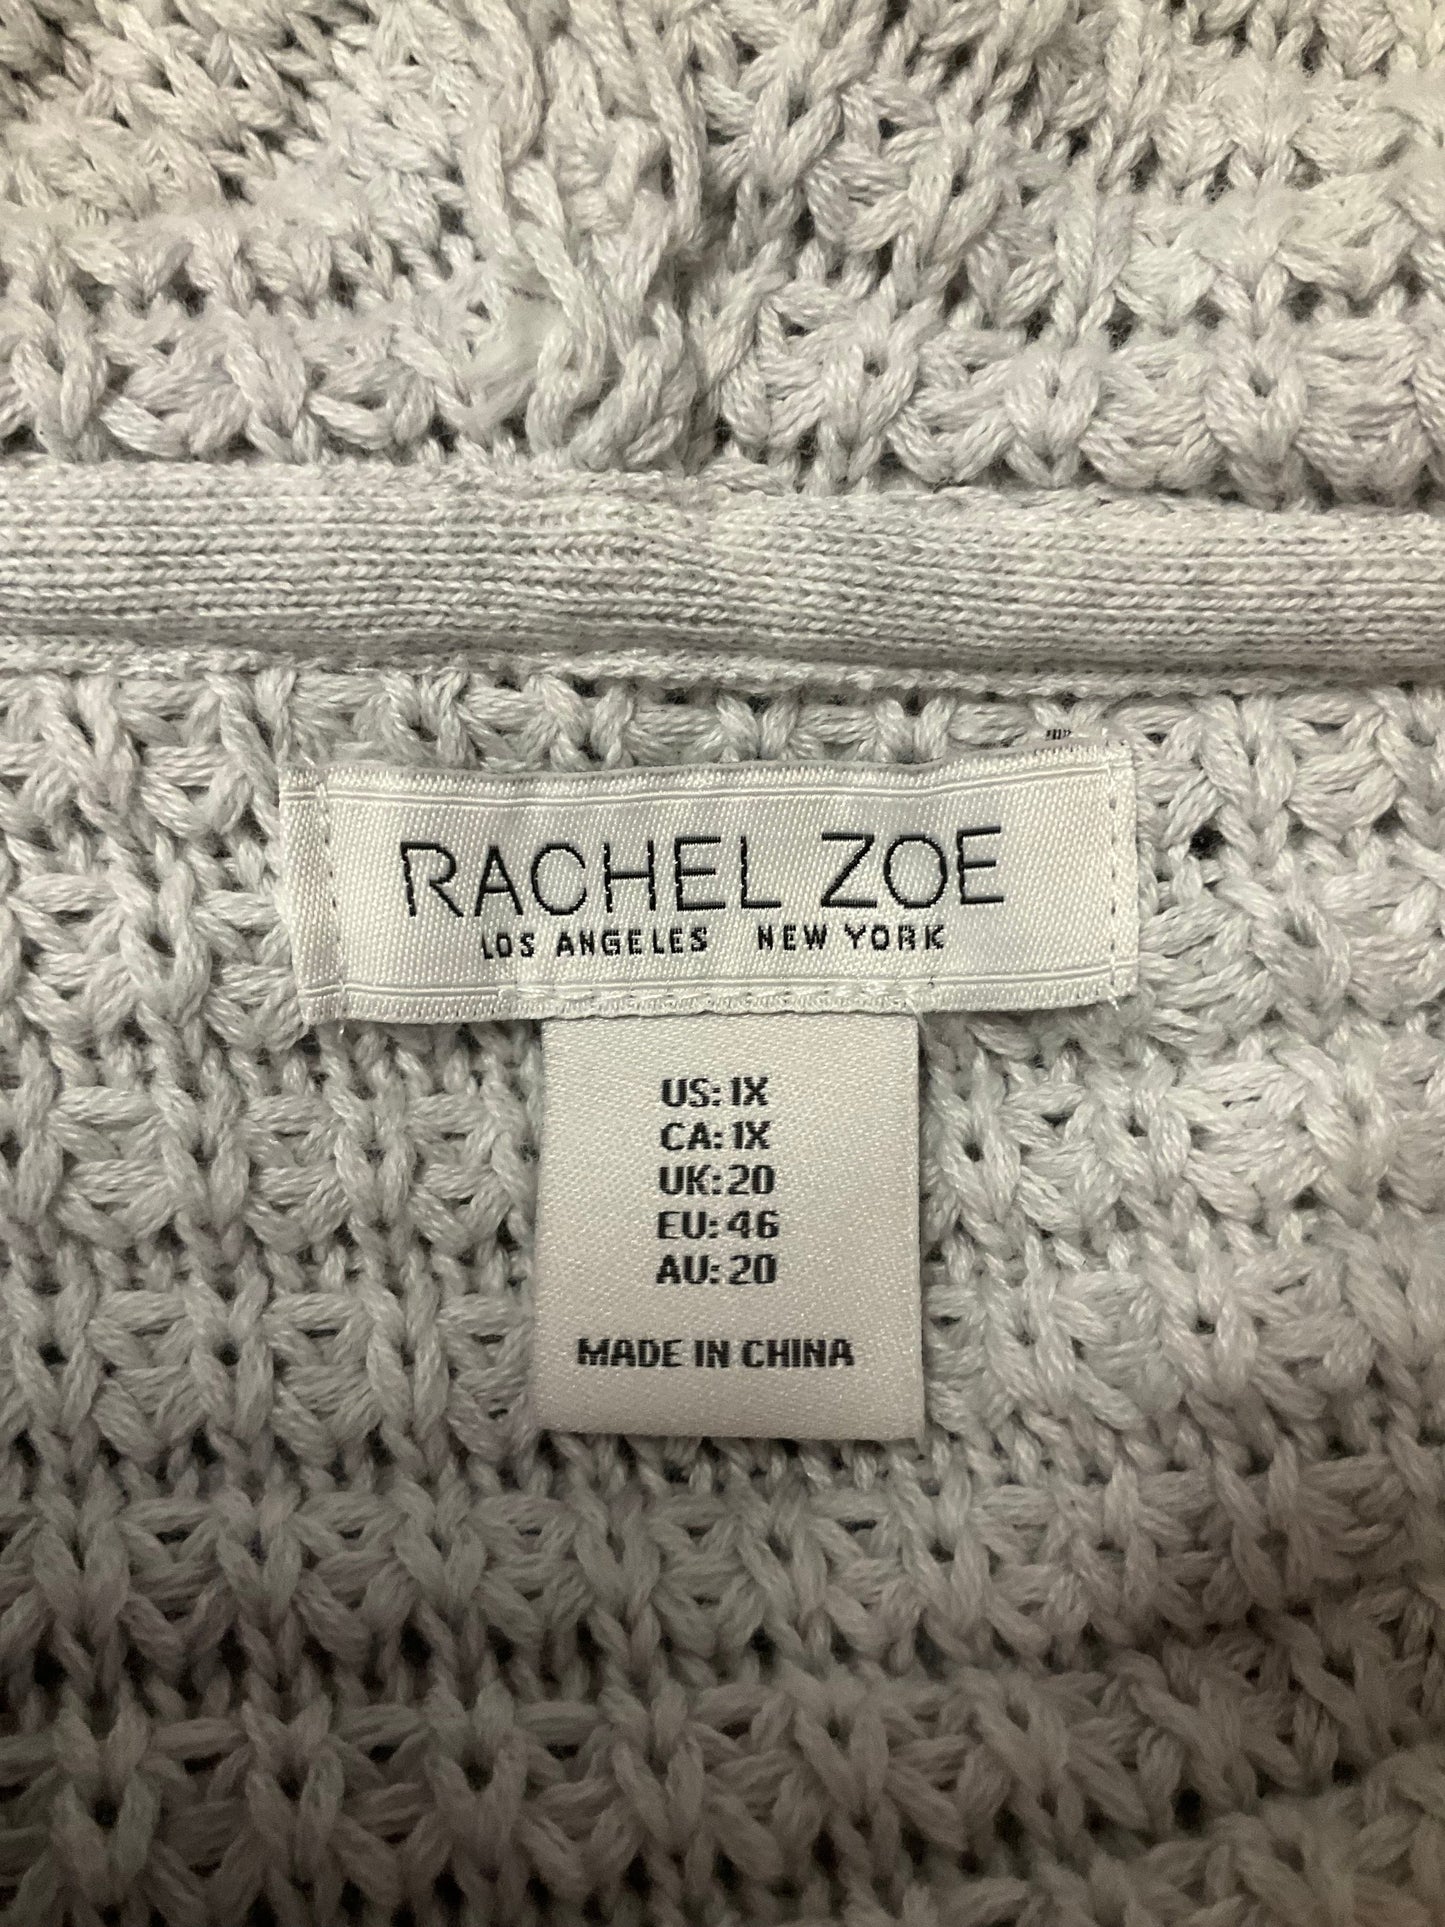 RACHEL ZOE
LOS ANGELES NEW YORK
US: 1X
CA: 1X
UK: 20
EU: 46
AU: 20
MADE IN CHINA